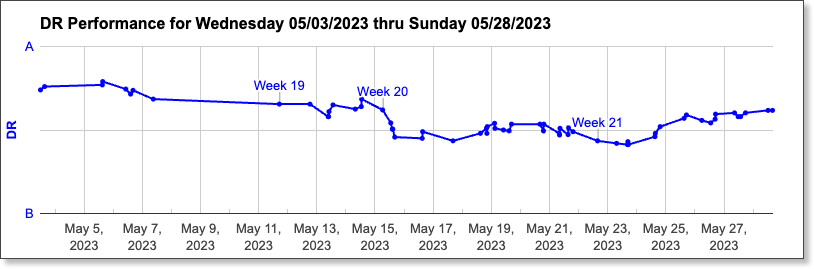 DR Performance for Wednesday 05/03/2023 thru Sunday 05/28/2023
A
Week 19
Week 20
Week 21
DR
B
May 5, May 7, May 9, May 11, May 13, May 15, May 17, May 19, May 21, May 23, May 25, May 27,
2023 2023 2023 2023 2023 2023 2023 2023 2023 2023 2023 2023